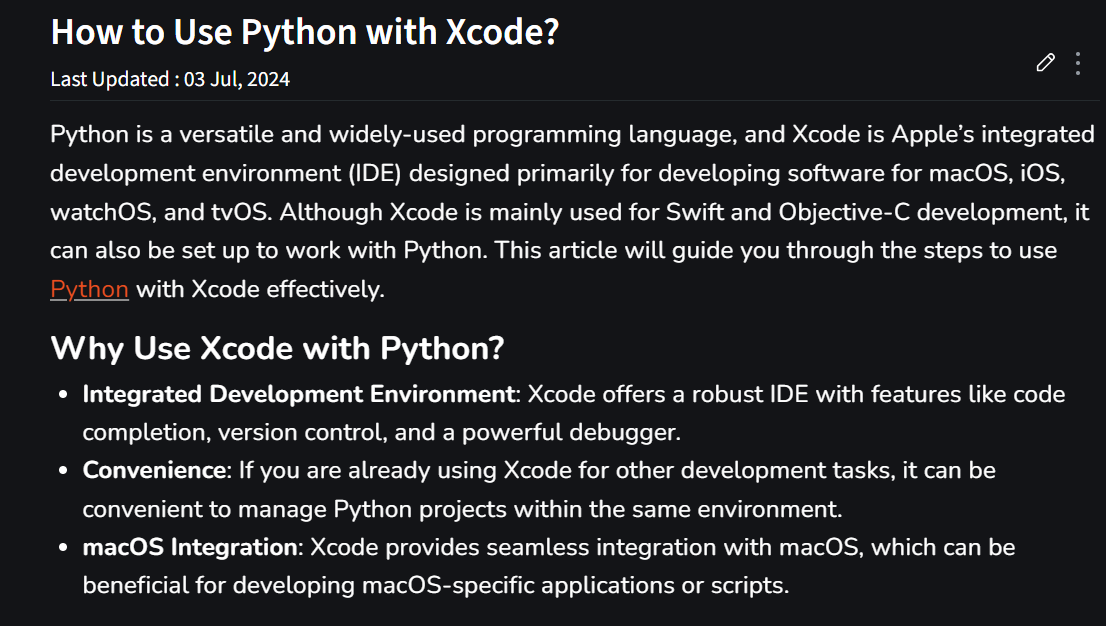 How to Use Python with Xcode?
Last Updated : 03 Jul, 2024
Python is a versatile and widely-used programming language, and Xcode is Apple’s integrated
development environment (IDE) designed primarily for developing software for macOS, iOS,
watchOS, and tvOS. Although Xcode is mainly used for Swift and Objective-C development, it
can also be set up to work with Python. This article will guide you through the steps to use
Python with Xcode effectively.
Why Use Xcode with Python?
• Integrated Development Environment: Xcode offers a robust IDE with features like code
completion, version control, and a powerful debugger.
• Convenience: If you are already using Xcode for other development tasks, it can be
convenient to manage Python projects within the same environment.
• macOS Integration: Xcode provides seamless integration with macOS, which can be
beneficial for developing macOS-specific applications or scripts.